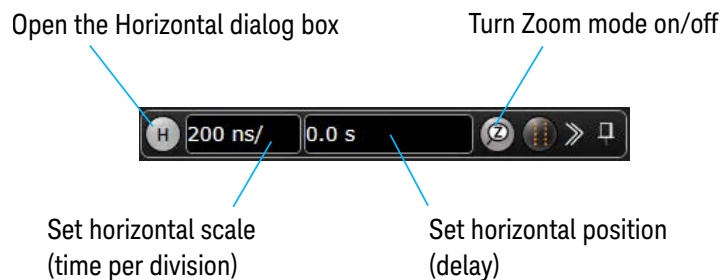 Open the Horizontal dialog box
Turn Zoom mode on/off
H 200 ns/ 0.0 s Z
Set horizontal scale
(time per division)
Set horizontal position
(delay)